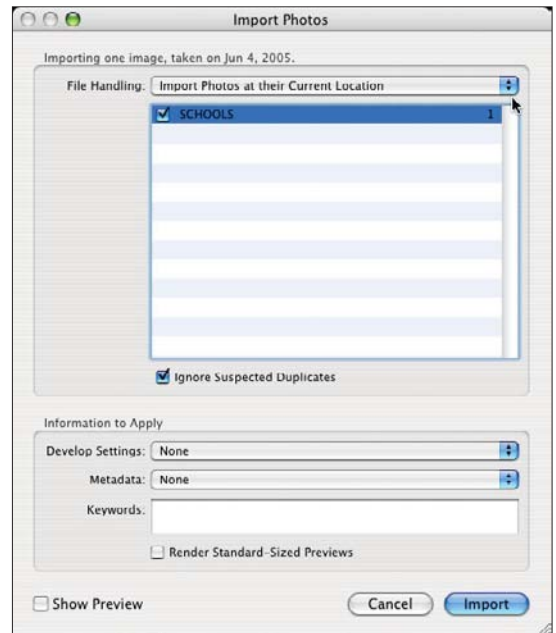 Import Photos
Importing one image, taken on Jun 4, 2005.
File Handling: Import Photos at their Current Location
SCHOOLS 1
Ignore Suspected Duplicates
Information to Apply
Develop Settings: None
Metadata: None
Keywords:
Render Standard-Sized Previews
Show Preview Cancel Import